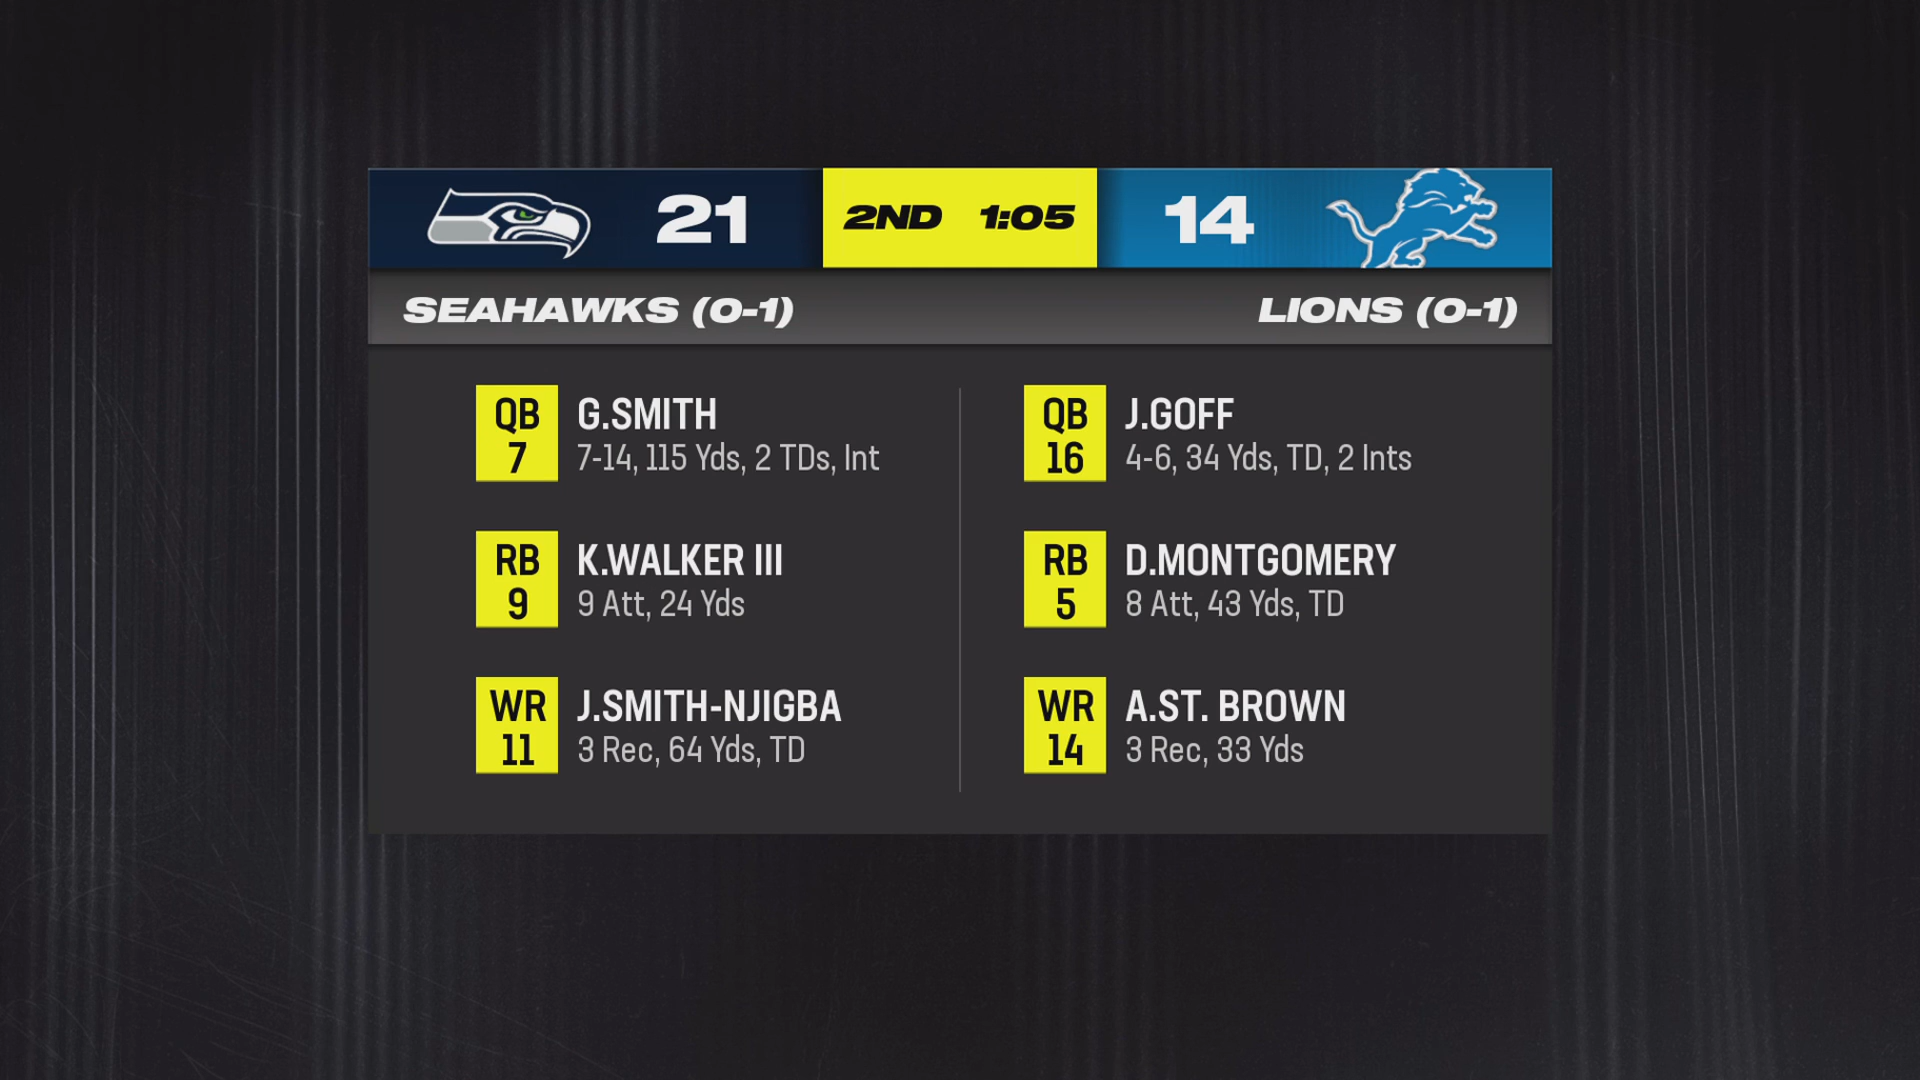 21 2ND 1:05 14
SEAHAWKS (0-1) LIONS (0-1)
QB 7 G.SMITH
7-14, 115 Yds, 2 TDs, Int
RB 9 K.WALKER III
9 Att, 24 Yds
WR 11 J.SMITH-NJIGBA
3 Rec, 64 Yds, TD
QB 16 J.GOFF
4-6, 34 Yds, TD, 2 Ints
RB 5 D.MONTGOMERY
8 Att, 43 Yds, TD
WR 14 A.ST. BROWN
3 Rec, 33 Yds